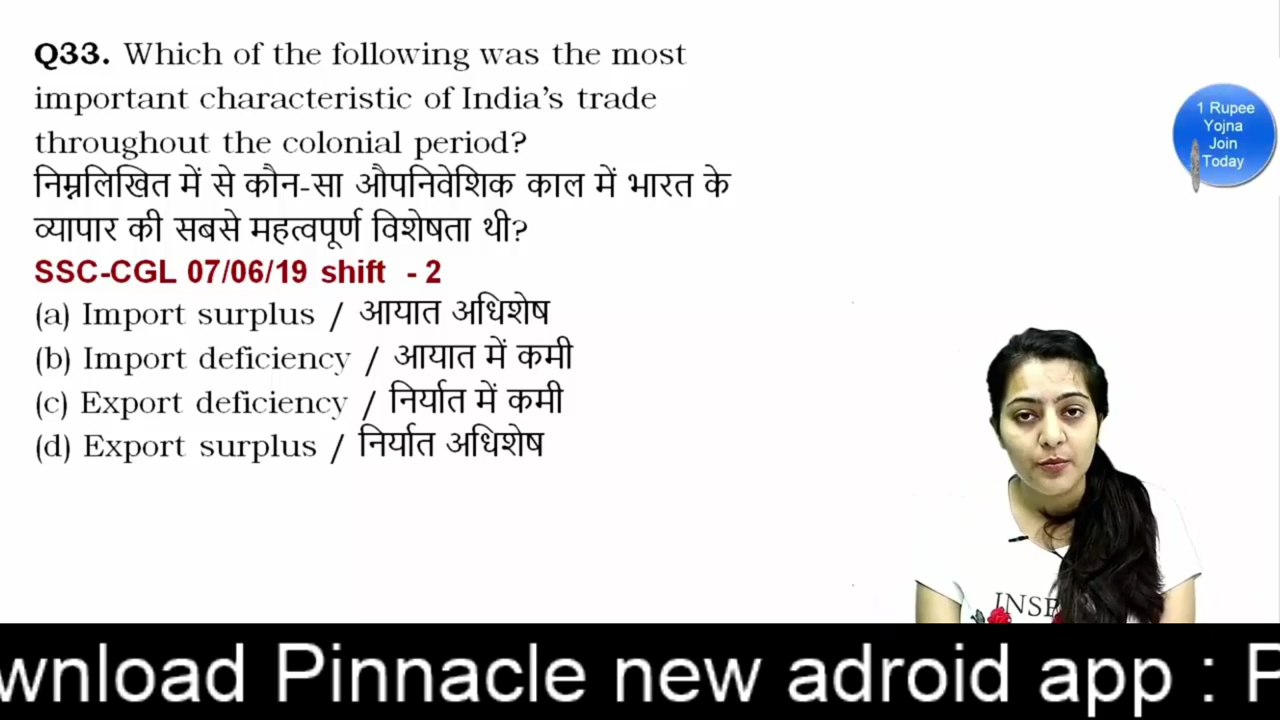 Q33. Which of the following was the most
important characteristic of India’s trade
throughout the colonial period?
निम्नलिखित में से कौन-सा औपनिवेशिक काल में भारत के
व्यापार की सबसे महत्वपूर्ण विशेषता थी?
SSC-CGL 07/06/19 shift - 2
(a) Import surplus / आयात अधिशेष
(b) Import deficiency / आयात में कमी
(c) Export deficiency / निर्यात में कमी
(d) Export surplus / निर्यात अधिशेष
1 Rupee
Yojna
Join
Today
INSP
wnload Pinnacle new adroid app : P